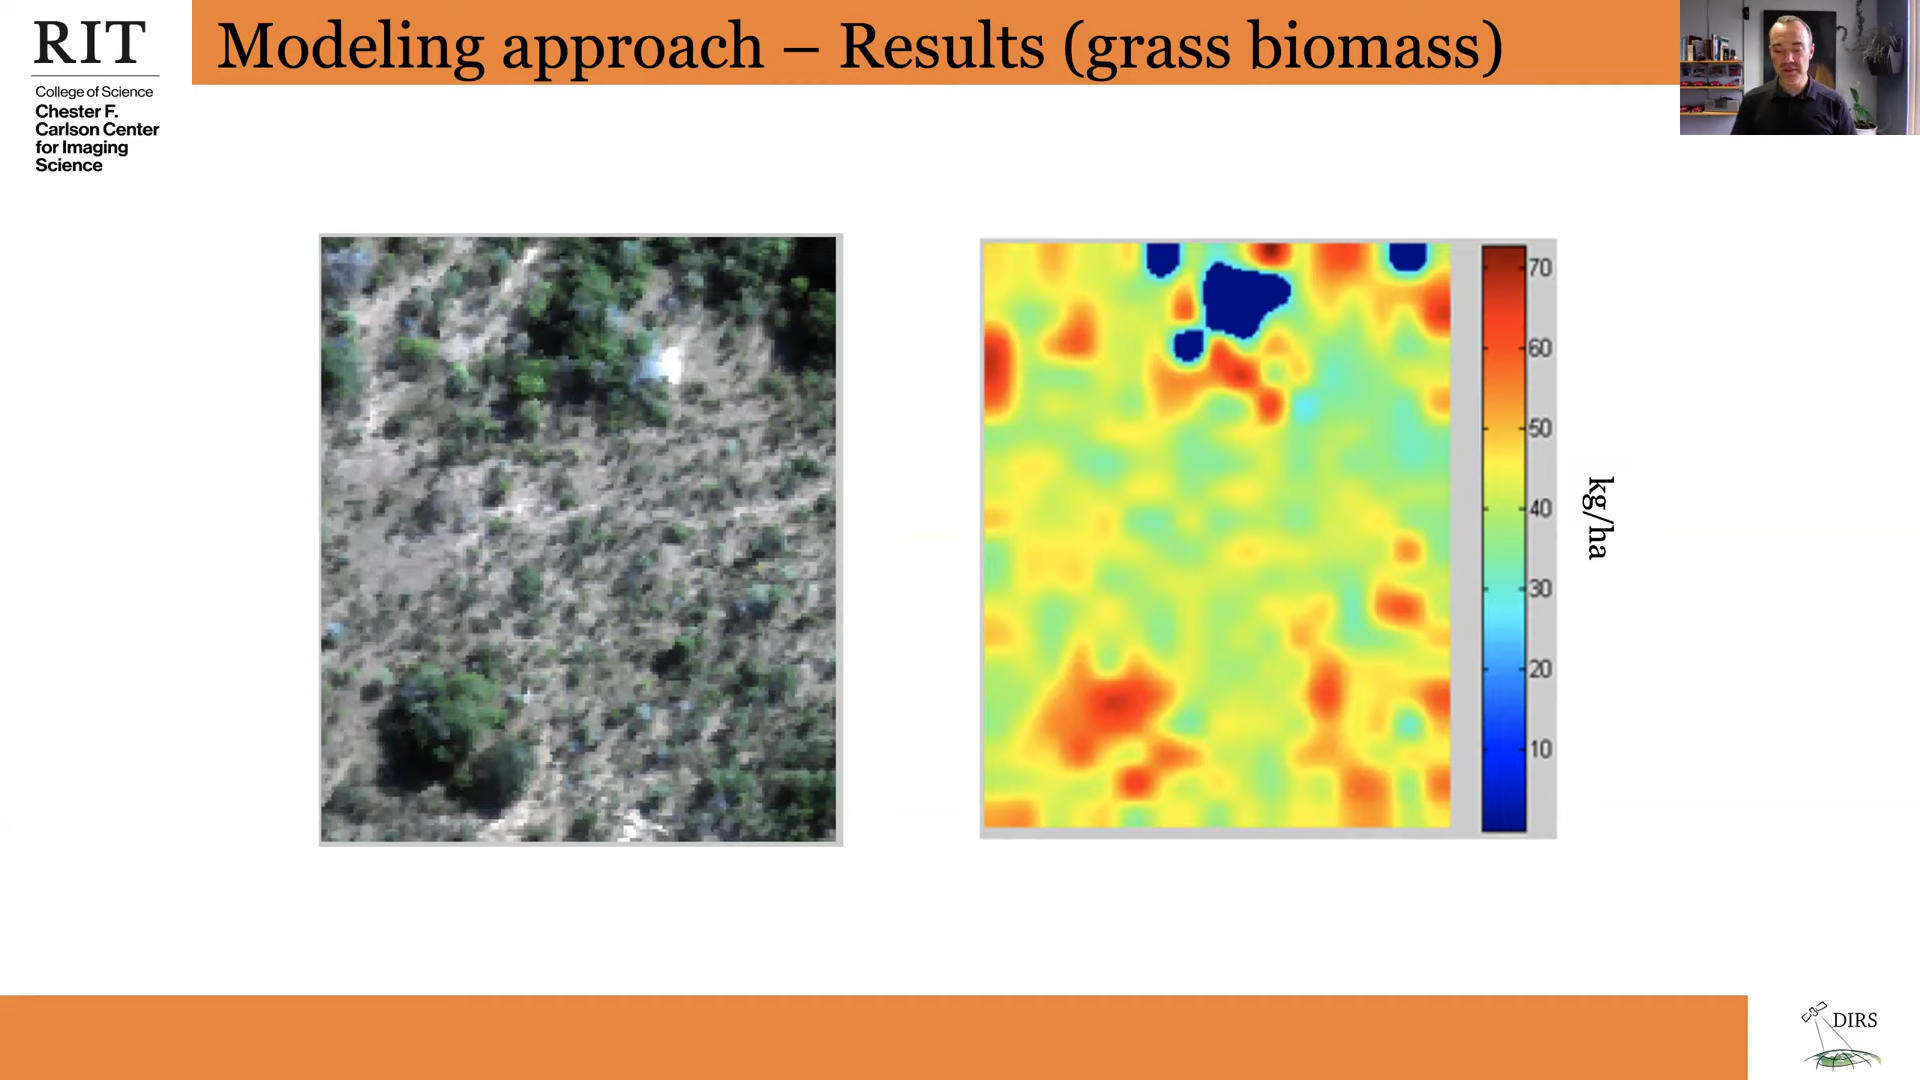 RIT
College of Science
Chester F.
Carlson Center
for Imaging
Science
Modeling approach – Results (grass biomass)
70
60
50
40
30
20
10
kg/ha
DIRS